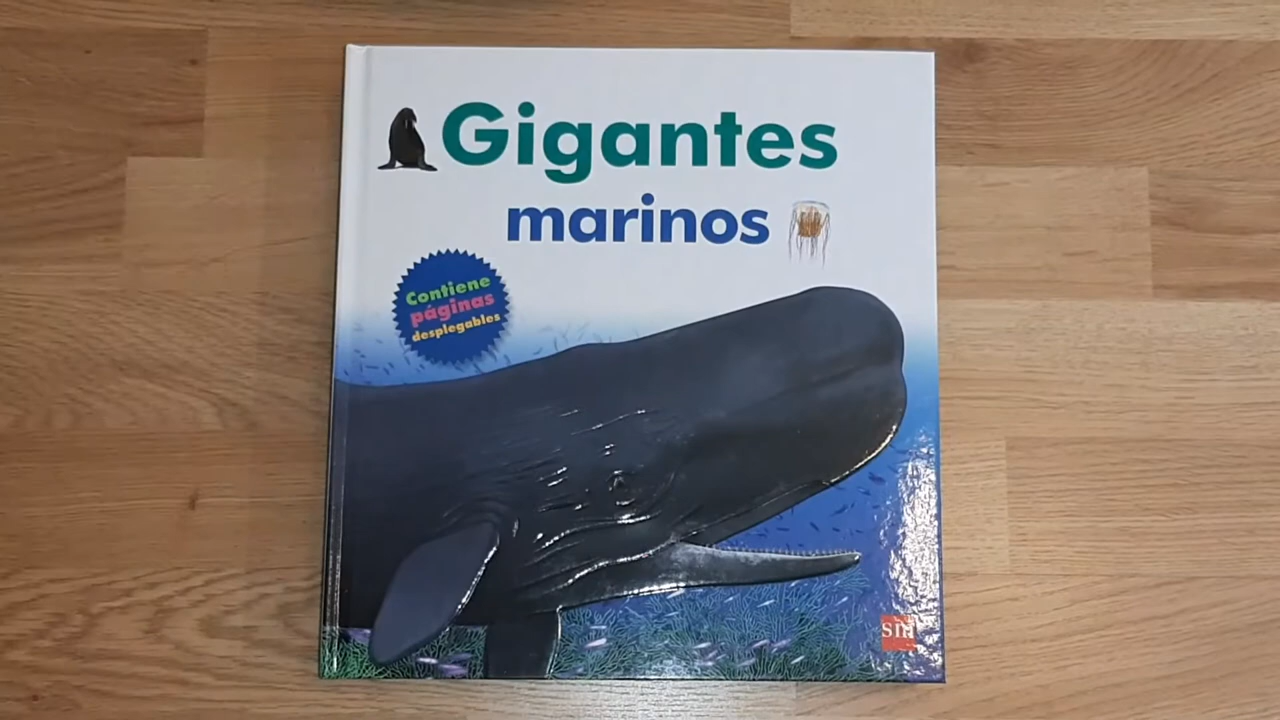 Gigantes
marinos
Contiene
páginas
desplegables
sm